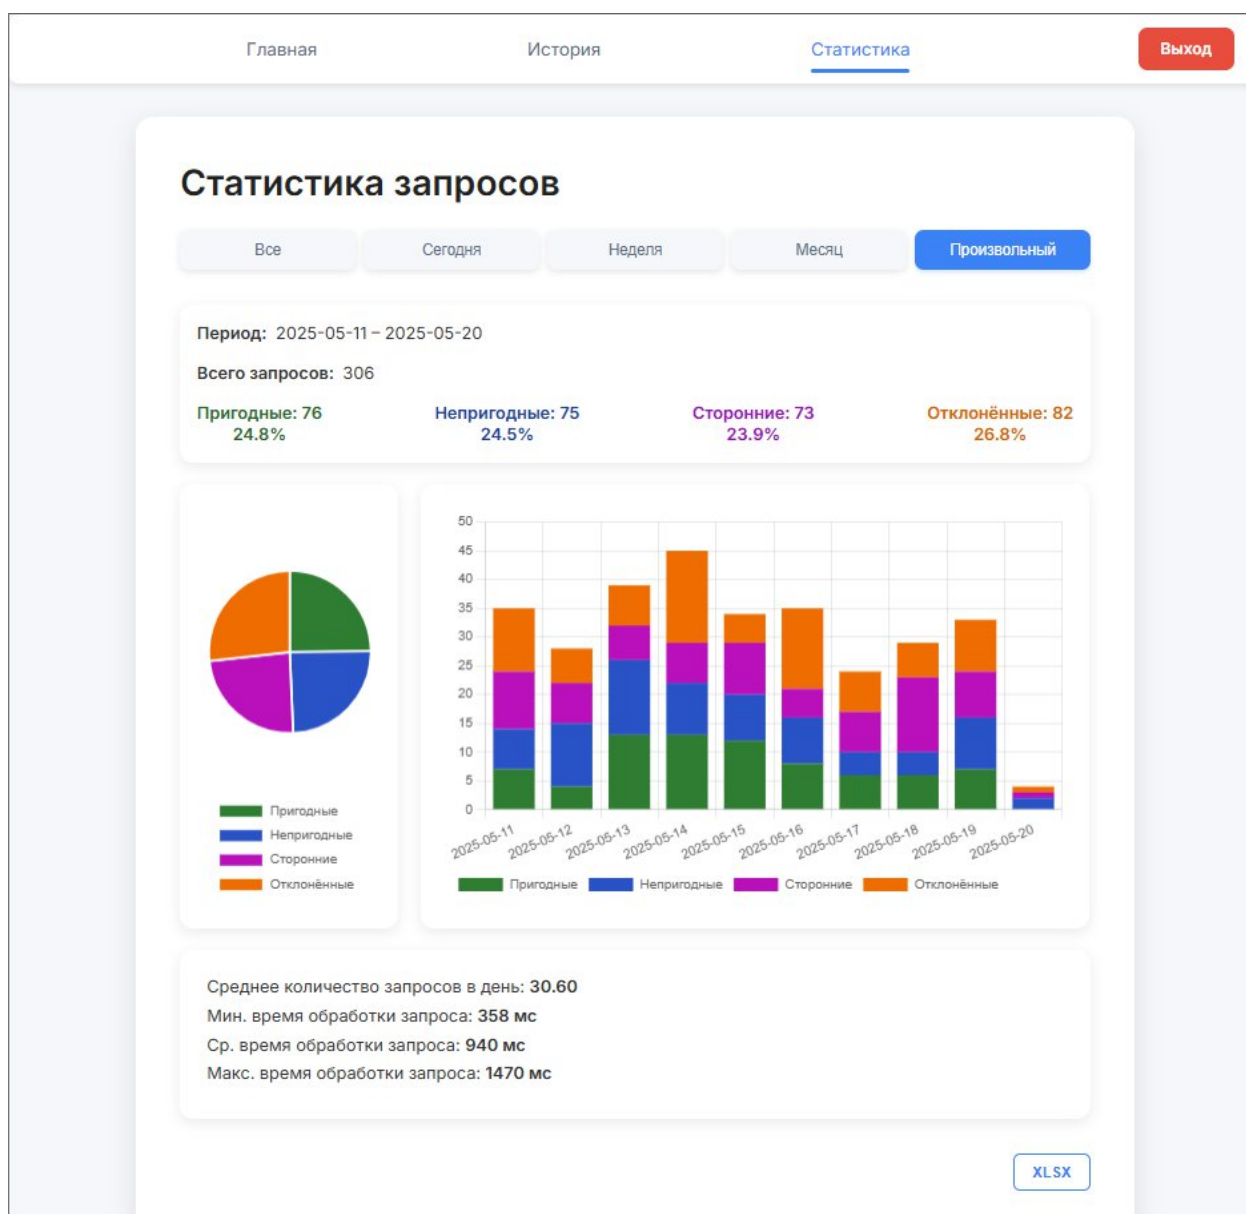 Главная История Статистика Выход
Статистика запросов
Все Сегодня Неделя Месяц Произвольный
Период: 2025-05-11 – 2025-05-20
Всего запросов: 306
Пригодные: 76 Непригодные: 75 Сторонние: 73 Отклонённые: 82
24.8% 24.5% 23.9% 26.8%
Пригодные
Непригодные
Сторонние
Отклонённые
50
45
40
35
30
25
20
15
10
5
0
2025-05-11 2025-05-12 2025-05-13 2025-05-14 2025-05-15 2025-05-16 2025-05-17 2025-05-18 2025-05-19 2025-05-20
Пригодные Непригодные Сторонние Отклонённые
Среднее количество запросов в день: 30.60
Мин. время обработки запроса: 358 мс
Ср. время обработки запроса: 940 мс
Макс. время обработки запроса: 1470 мс
XLSX